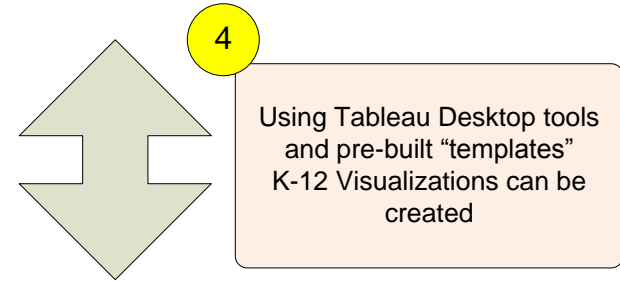 4
Using Tableau Desktop tools
and pre-built “templates”
K-12 Visualizations can be
created